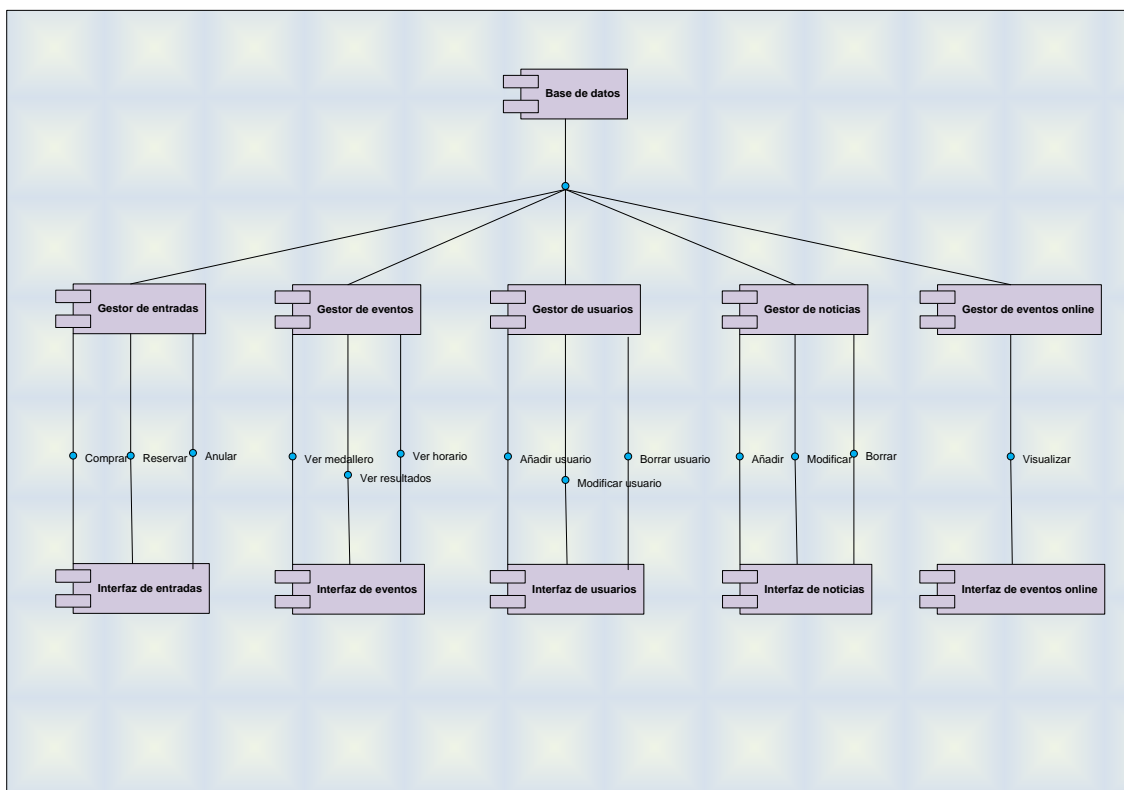 Base de datos
Gestor de entradas
Gestor de eventos
Gestor de usuarios
Gestor de noticias
Gestor de eventos online
Comprar
Reservar
Anular
Ver medallero
Ver resultados
Ver horario
Añadir usuario
Modificar usuario
Borrar usuario
Añadir
Modificar
Borrar
Visualizar
Interfaz de entradas
Interfaz de eventos
Interfaz de usuarios
Interfaz de noticias
Interfaz de eventos online